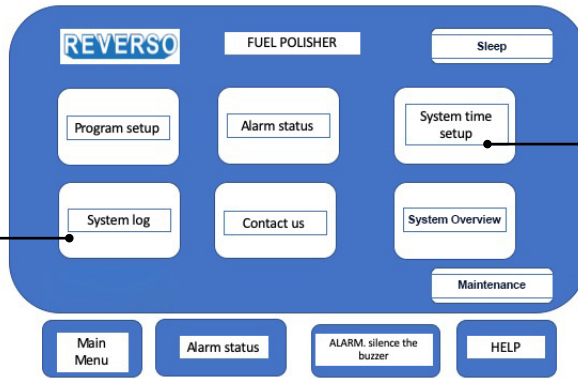 REVERSO
FUEL POLISHER
Sleep
Program setup
Alarm status
System time
setup
System log
Contact us
System Overview
Maintenance
Main
Menu
Alarm status
ALARM. silence the
buzzer
HELP